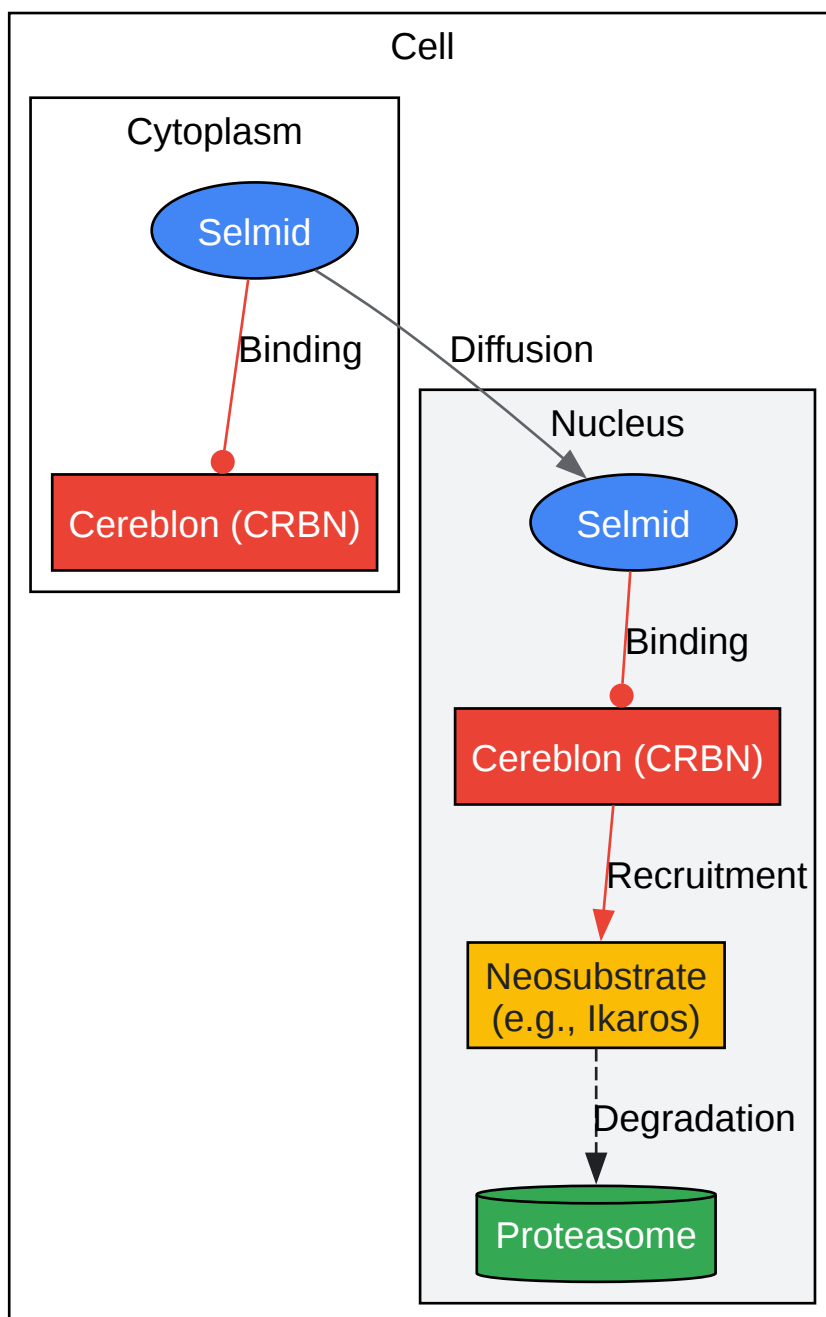 Cell
Cytoplasm
Selmid
Binding
Diffusion
Cereblon (CRBN)
Nucleus
Selmid
Binding
Cereblon (CRBN)
Recruitment
Neosubstrate
(e.g., Ikaros)
Degradation
Proteasome